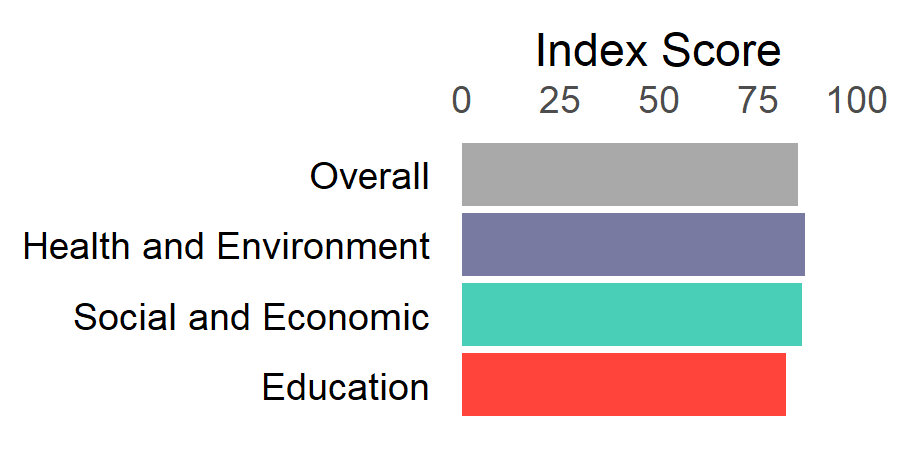 Index Score
0 25 50 75 100
Overall
Health and Environment
Social and Economic
Education